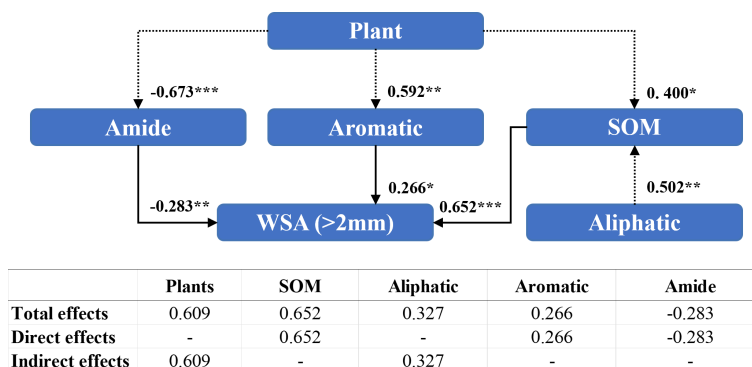 Plant
-0.673***
0.592**
0. 400*
Amide
Aromatic
SOM
-0.283**
0.266*
0.652***
0.502**
WSA (>2mm)
Aliphatic
Plants SOM Aliphatic Aromatic Amide
Total effects 0.609 0.652 0.327 0.266 -0.283
Direct effects - 0.652 - 0.266 -0.283
Indirect effects 0.609 - 0.327 - -